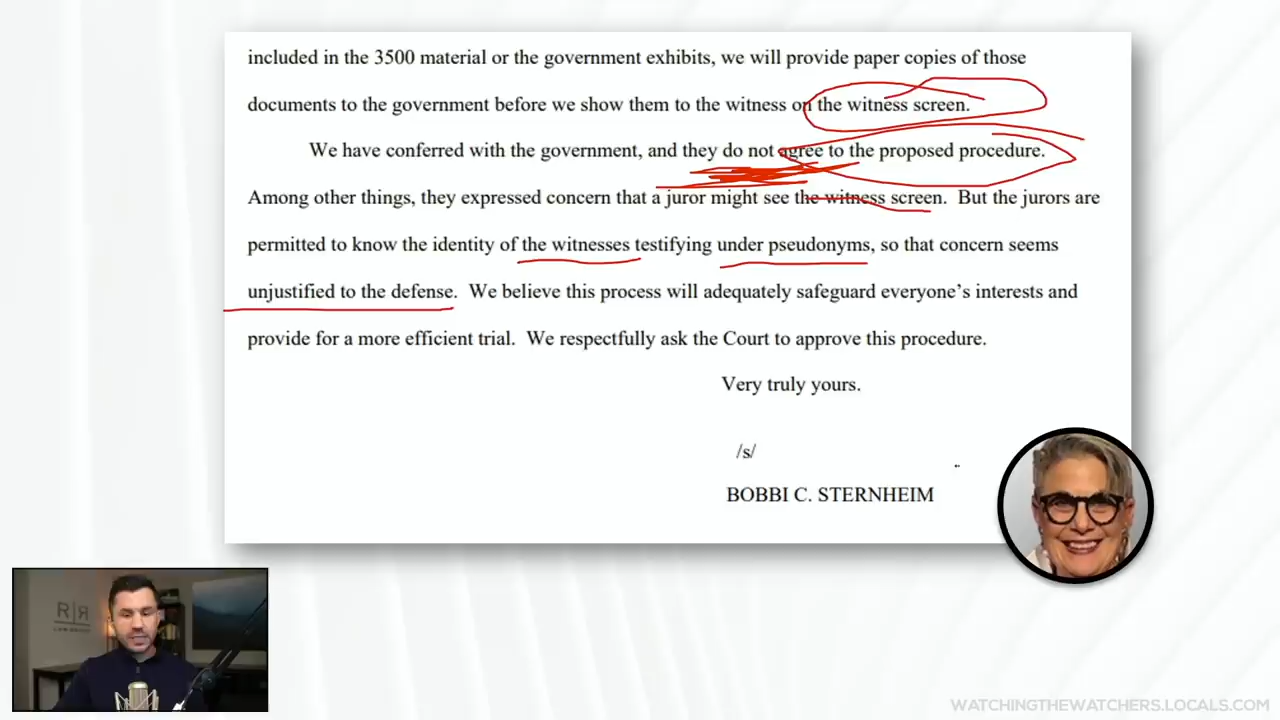 included in the 3500 material or the government exhibits, we will provide paper copies of those
documents to the government before we show them to the witness on the witness screen.
We have conferred with the government, and they do not agree to the proposed procedure.
Among other things, they expressed concern that a juror might see the witness screen. But the jurors are
permitted to know the identity of the witnesses testifying under pseudonyms, so that concern seems
unjustified to the defense. We believe this process will adequately safeguard everyone's interests and
provide for a more efficient trial. We respectfully ask the Court to approve this procedure.
Very truly yours.
/s/
BOBBI C. STERNHEIM
R|R
WATCHINGTHEWATCHERS.LOCALS.COM